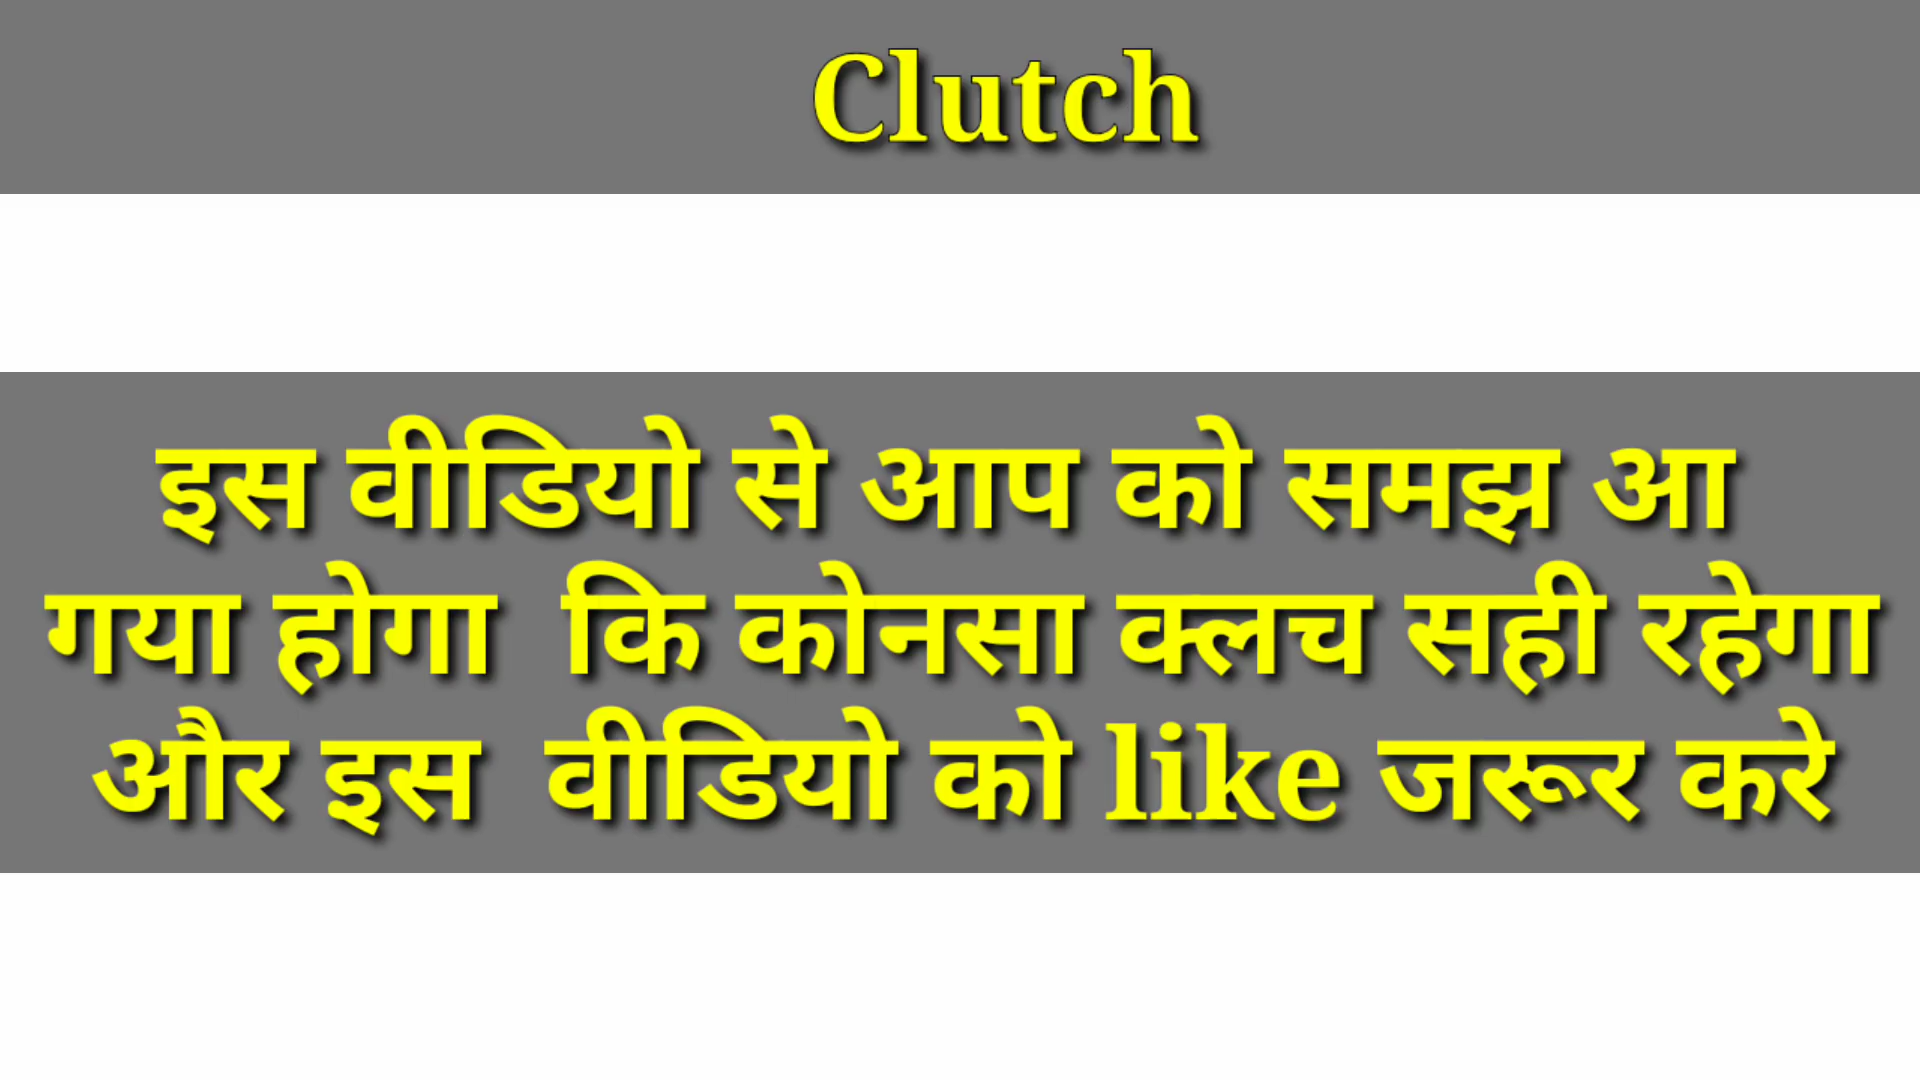 Clutch
इस वीडियो से आप को समझ आ
गया होगा कि कोनसा क्लच सही रहेगा
और इस वीडियो को like जरूर करे